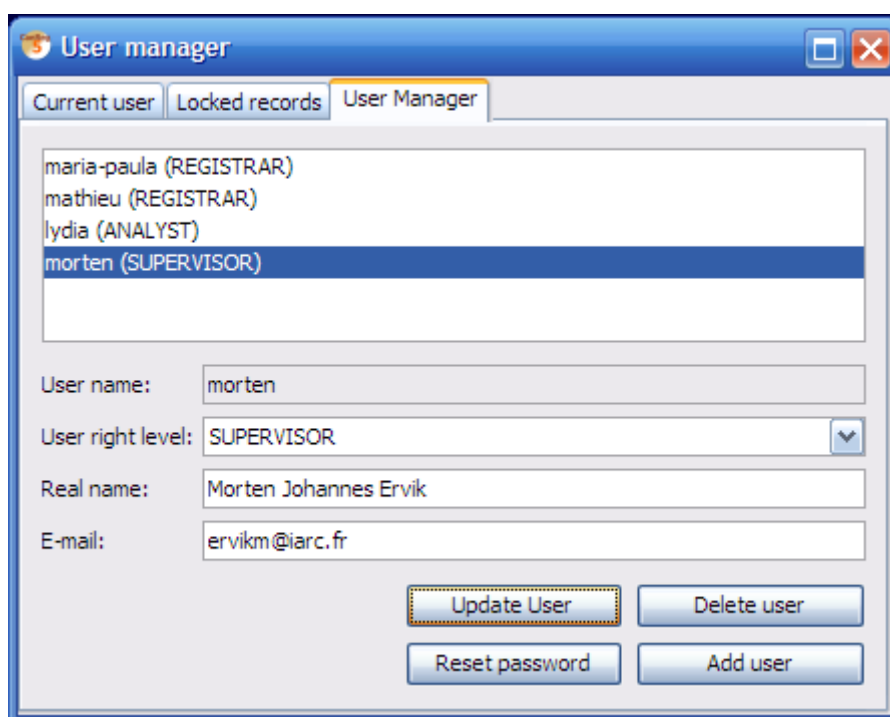 User manager
Current user Locked records User Manager
maria-paula (REGISTRAR)
mathieu (REGISTRAR)
lydia (ANALYST)
morten (SUPERVISOR)
User name: morten
User right level: SUPERVISOR
Real name: Morten Johannes Ervik
E-mail: ervikm@iarc.fr
Update User Delete user
Reset password Add user